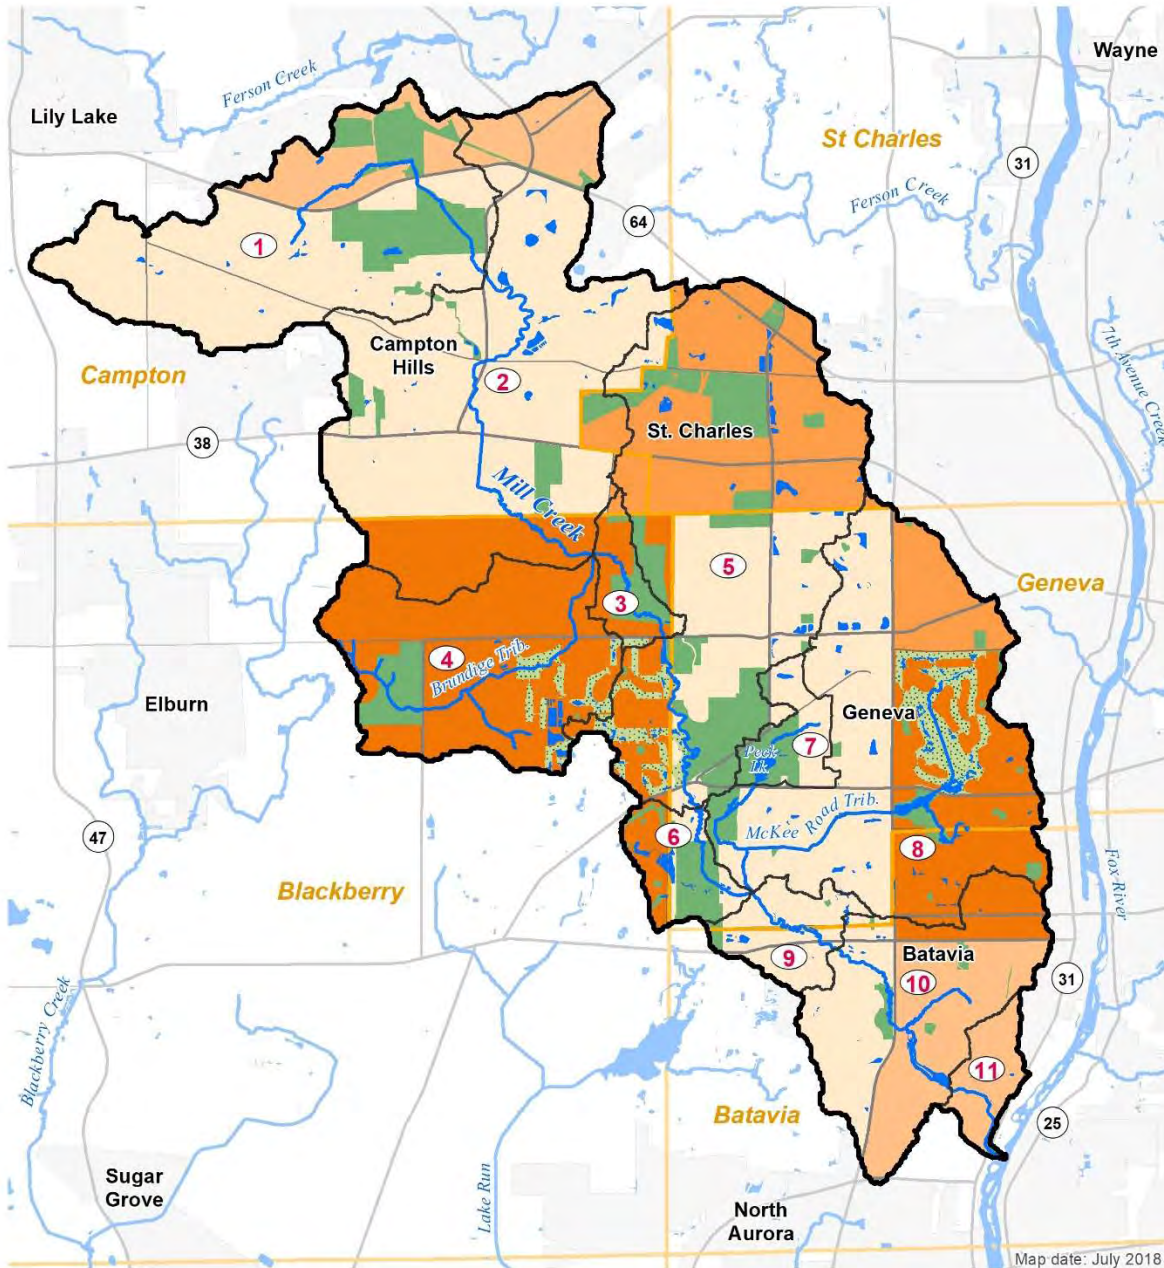 Wayne
Ferson Creek
Lily Lake
St Charles
31
Ferson Creek
64
1
7th Avenue Creek
Campton
Hills
Campton
2
38
St. Charles
Mill Creek
5
Geneva
3
4
Brundige Trib.
Elburn
Geneva
7
Peck
Lk.
McKee Road Trib.
47
6
8
Fox River
Blackberry
Batavia
9
10
31
Blackberry Creek
11
Batavia
25
Sugar
Grove
Lake Run
North
Aurora
Map date: July 2018